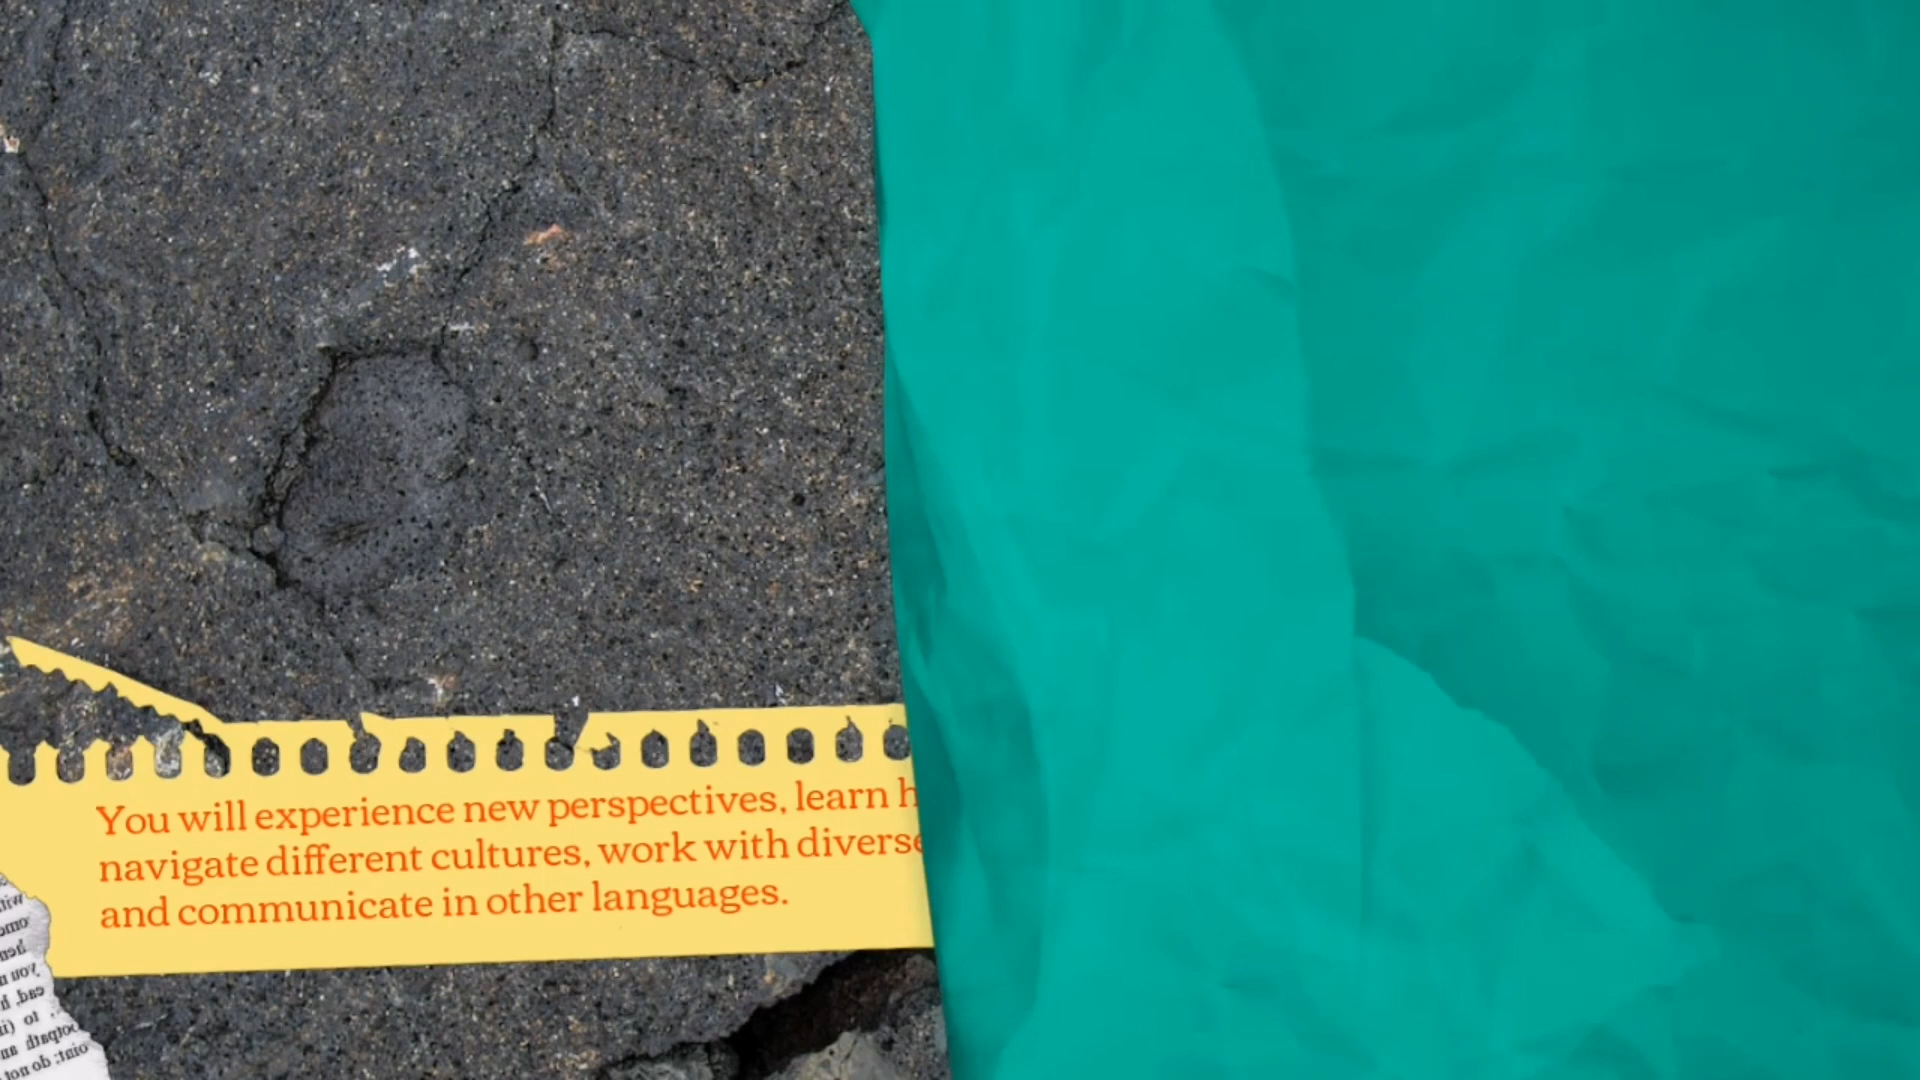 You will experience new perspectives, learn
navigate different cultures, work with diverse
and communicate in other languages.